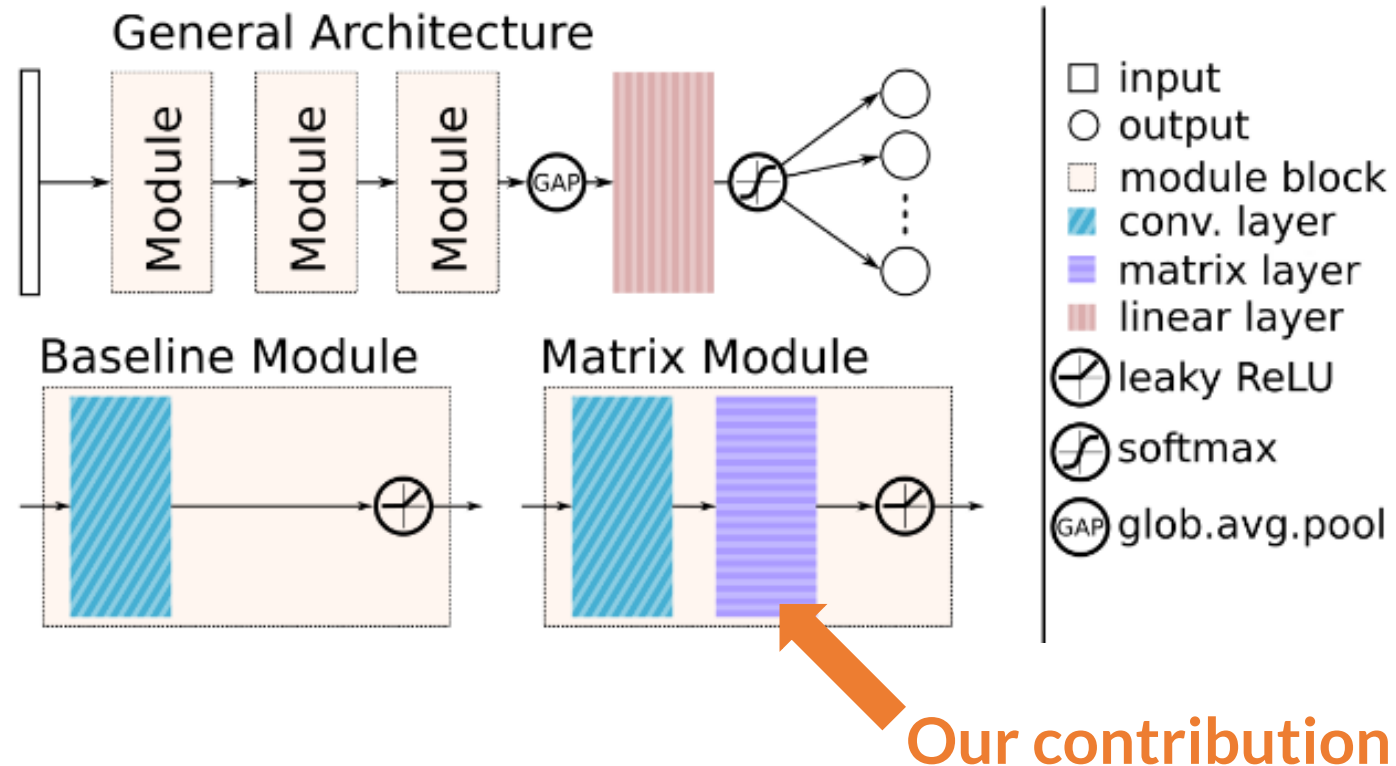 General Architecture
Module
Module
Module
GAP
Baseline Module
Matrix Module
input
output
module block
conv. layer
matrix layer
linear layer
leaky ReLU
softmax
GAP glob.avg.pool
Our contribution